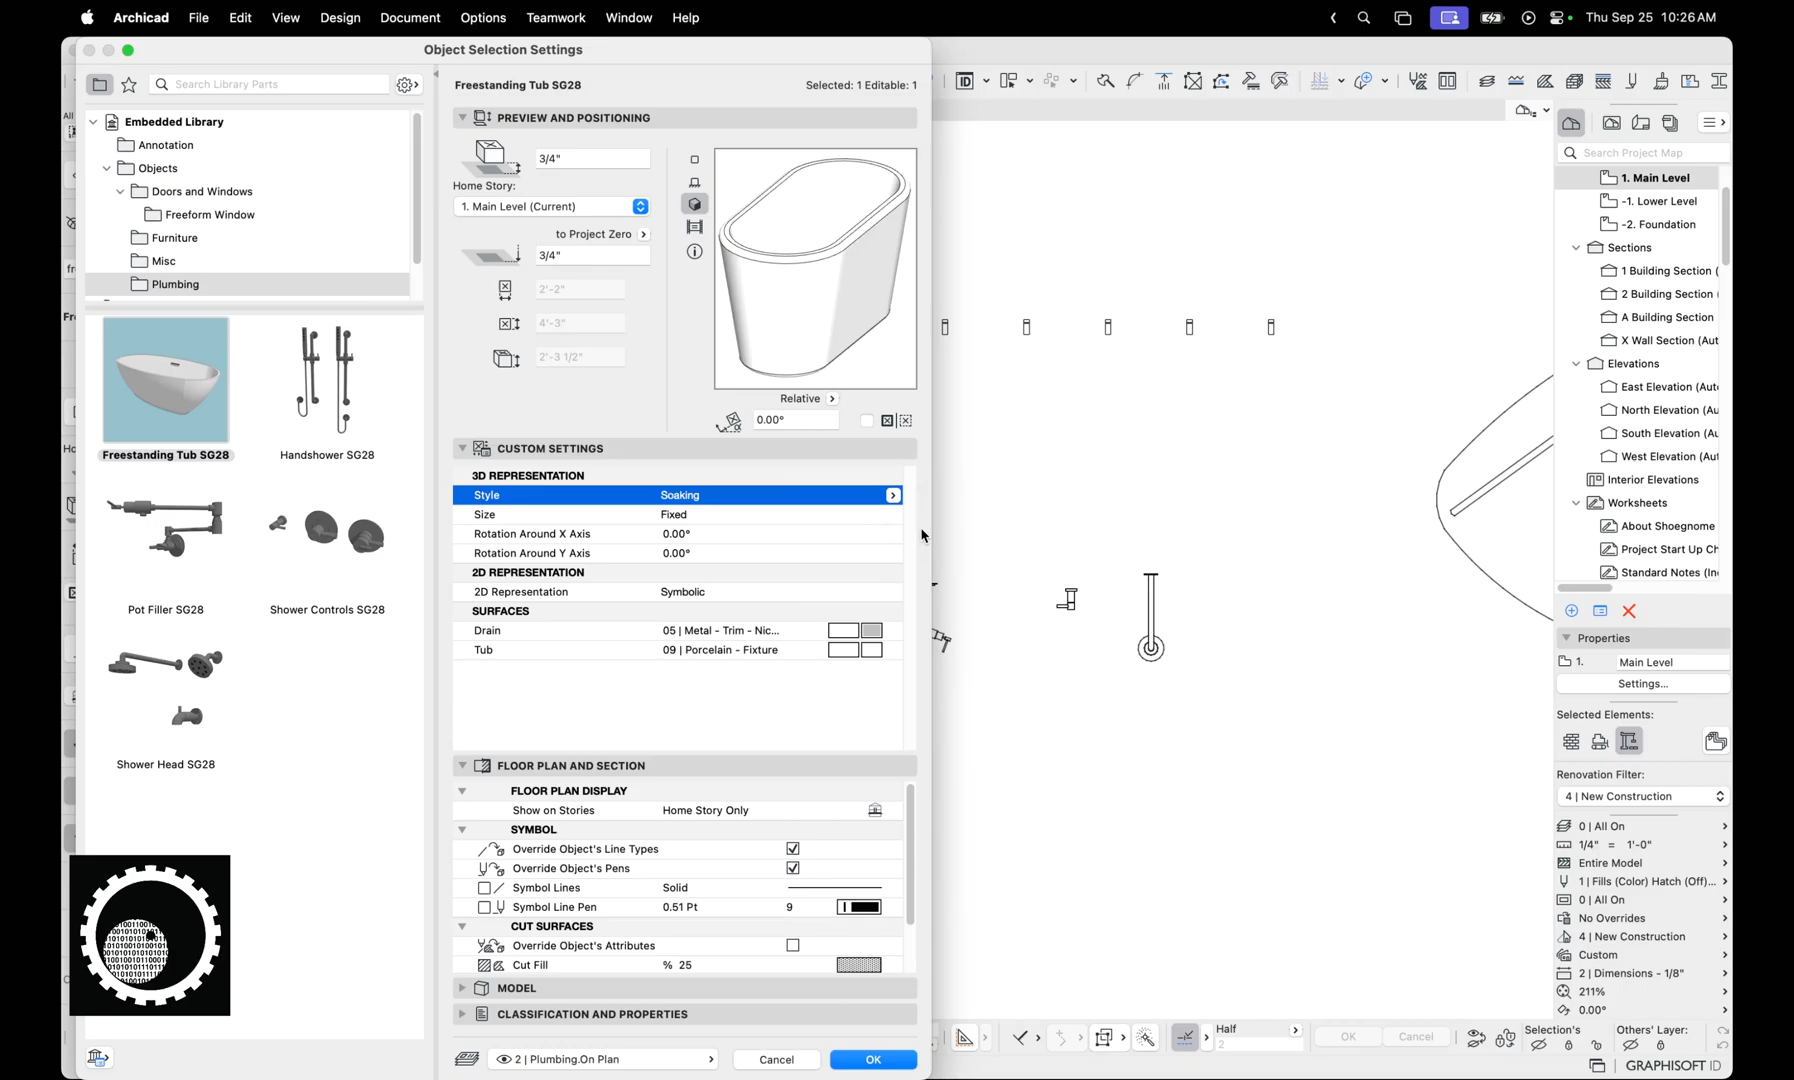 Archicad File Edit View Design Document Options Teamwork Window Help
Thu Sep 25 10:26 AM
Object Selection Settings
Search Library Parts
Embedded Library
Annotation
Objects
Doors and Windows
Freeform Window
Furniture
Misc
Plumbing
Freestanding Tub SG28
Handshower SG28
Pot Filler SG28
Shower Controls SG28
Shower Head SG28
Freestanding Tub SG28
Selected: 1 Editable: 1
PREVIEW AND POSITIONING
3/4"
Home Story:
1. Main Level (Current)
to Project Zero
3/4"
2'-2"
4'-3"
2'-3 1/2"
Relative
0.00°
CUSTOM SETTINGS
3D REPRESENTATION
Style Soaking
Size Fixed
Rotation Around X Axis 0.00°
Rotation Around Y Axis 0.00°
2D REPRESENTATION
2D Representation Symbolic
SURFACES
Drain 05 | Metal - Trim - Nic...
Tub 09 | Porcelain - Fixture
FLOOR PLAN AND SECTION
FLOOR PLAN DISPLAY
Show on Stories Home Story Only
SYMBOL
Override Object's Line Types
Override Object's Pens
Symbol Lines Solid
Symbol Line Pen 0.51 Pt 9
CUT SURFACES
Override Object's Attributes
Cut Fill % 25
MODEL
CLASSIFICATION AND PROPERTIES
2 | Plumbing.On Plan
Cancel
OK
ID
Search Project Map
1. Main Level
-1. Lower Level
-2. Foundation
Sections
1 Building Section (
2 Building Section (
A Building Section
X Wall Section (Aut
Elevations
East Elevation (Aut
North Elevation (Au
South Elevation (Au
West Elevation (Aut
Interior Elevations
Worksheets
About Shoegnome
Project Start Up Ch
Standard Notes (In
Properties
1. Main Level
Settings...
Selected Elements:
Renovation Filter:
4 | New Construction
0 | All On
1/4" = 1'-0"
Entire Model
1 | Fills (Color) Hatch (Off)...
0 | All On
No Overrides
4 | New Construction
Custom
2 | Dimensions - 1/8"
211%
0.00°
Half
2
OK
Cancel
Selection's
Others' Layer:
GRAPHISOFT ID